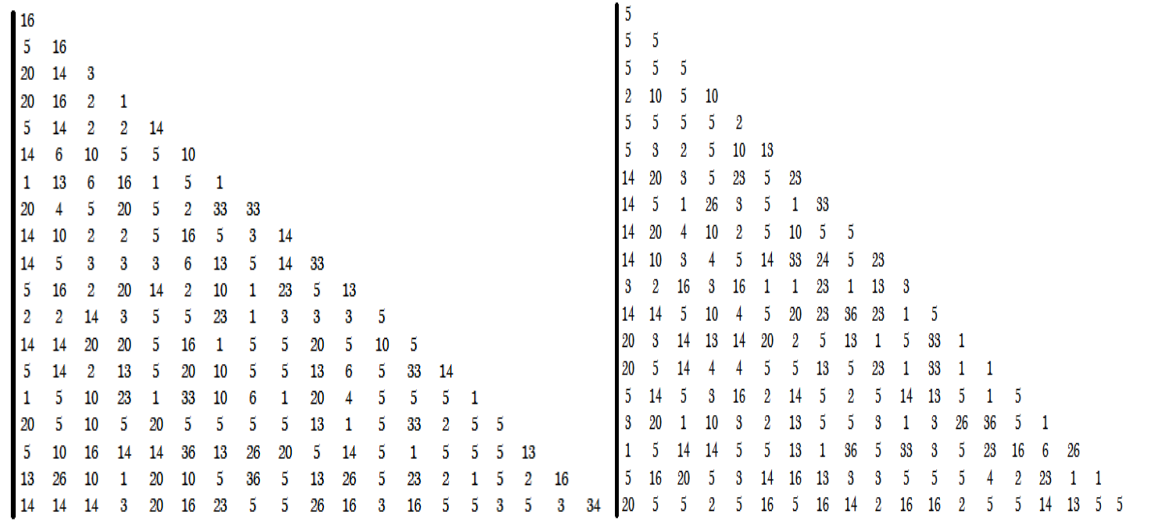 16
5 16
20 14 3
20 16 2 1
5 14 2 2 14
14 6 10 5 5 10
1 13 6 16 1 5 1
20 4 5 20 5 2 33 33
14 10 2 2 5 16 5 3 14
14 5 3 3 3 6 13 5 14 33
5 16 2 20 14 2 10 1 23 5 13
2 2 14 3 5 5 23 1 3 3 3 5
14 14 20 20 5 16 1 5 5 20 5 10 5
5 14 2 13 5 20 10 5 5 13 6 5 33 14
1 5 10 23 1 33 10 6 1 20 4 5 5 5 1
20 5 10 5 20 5 5 5 5 13 1 5 33 2 5 5
5 10 16 14 14 36 13 26 20 5 14 5 1 5 5 5 13
13 26 10 1 20 10 5 36 5 13 26 5 23 2 1 5 2 16
14 14 14 3 20 16 23 5 5 26 16 3 16 5 5 3 5 3 34
5
5 5
5 5 5
2 10 5 10
5 5 5 5 2
5 3 2 5 10 13
14 20 3 5 23 5 23
14 5 1 26 3 5 1 33
14 20 4 10 2 5 10 5 5
14 10 3 4 5 14 33 24 5 23
3 2 16 3 16 1 1 23 1 13 3
14 14 5 10 4 5 20 23 36 23 1 5
20 3 14 13 14 20 2 5 13 1 5 33 1
20 5 14 4 4 5 5 13 5 23 1 33 1 1
5 14 5 3 16 2 14 5 2 5 14 13 5 1 5
3 20 1 10 3 2 13 5 5 3 1 3 26 36 5 1
1 5 14 14 5 5 13 1 36 5 33 3 5 23 16 6 26
5 16 20 5 3 14 16 13 3 3 5 5 5 4 2 23 1 1
20 5 5 2 5 16 5 16 14 2 16 16 2 5 5 14 13 5 5